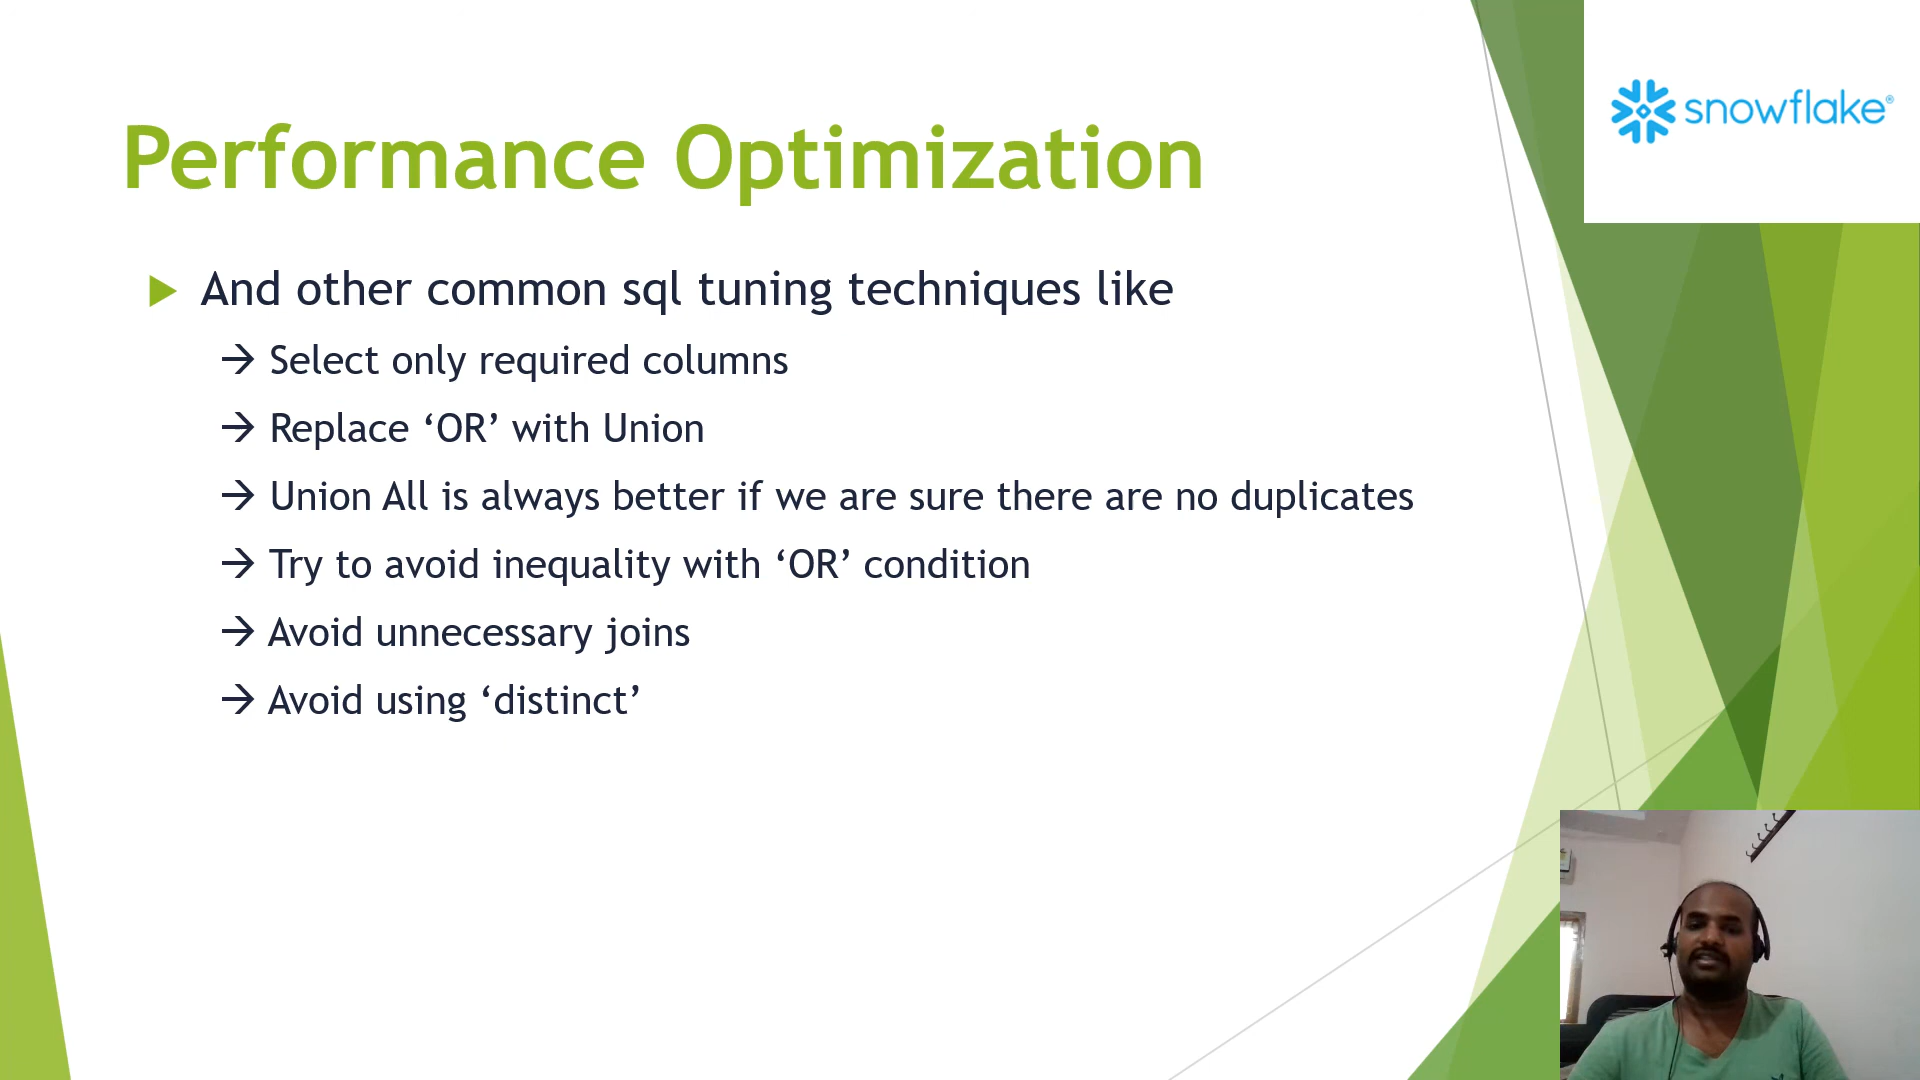 snowflake®
Performance Optimization
And other common sql tuning techniques like
→ Select only required columns
→ Replace ‘OR’ with Union
→ Union All is always better if we are sure there are no duplicates
→ Try to avoid inequality with ‘OR’ condition
→ Avoid unnecessary joins
→ Avoid using ‘distinct’